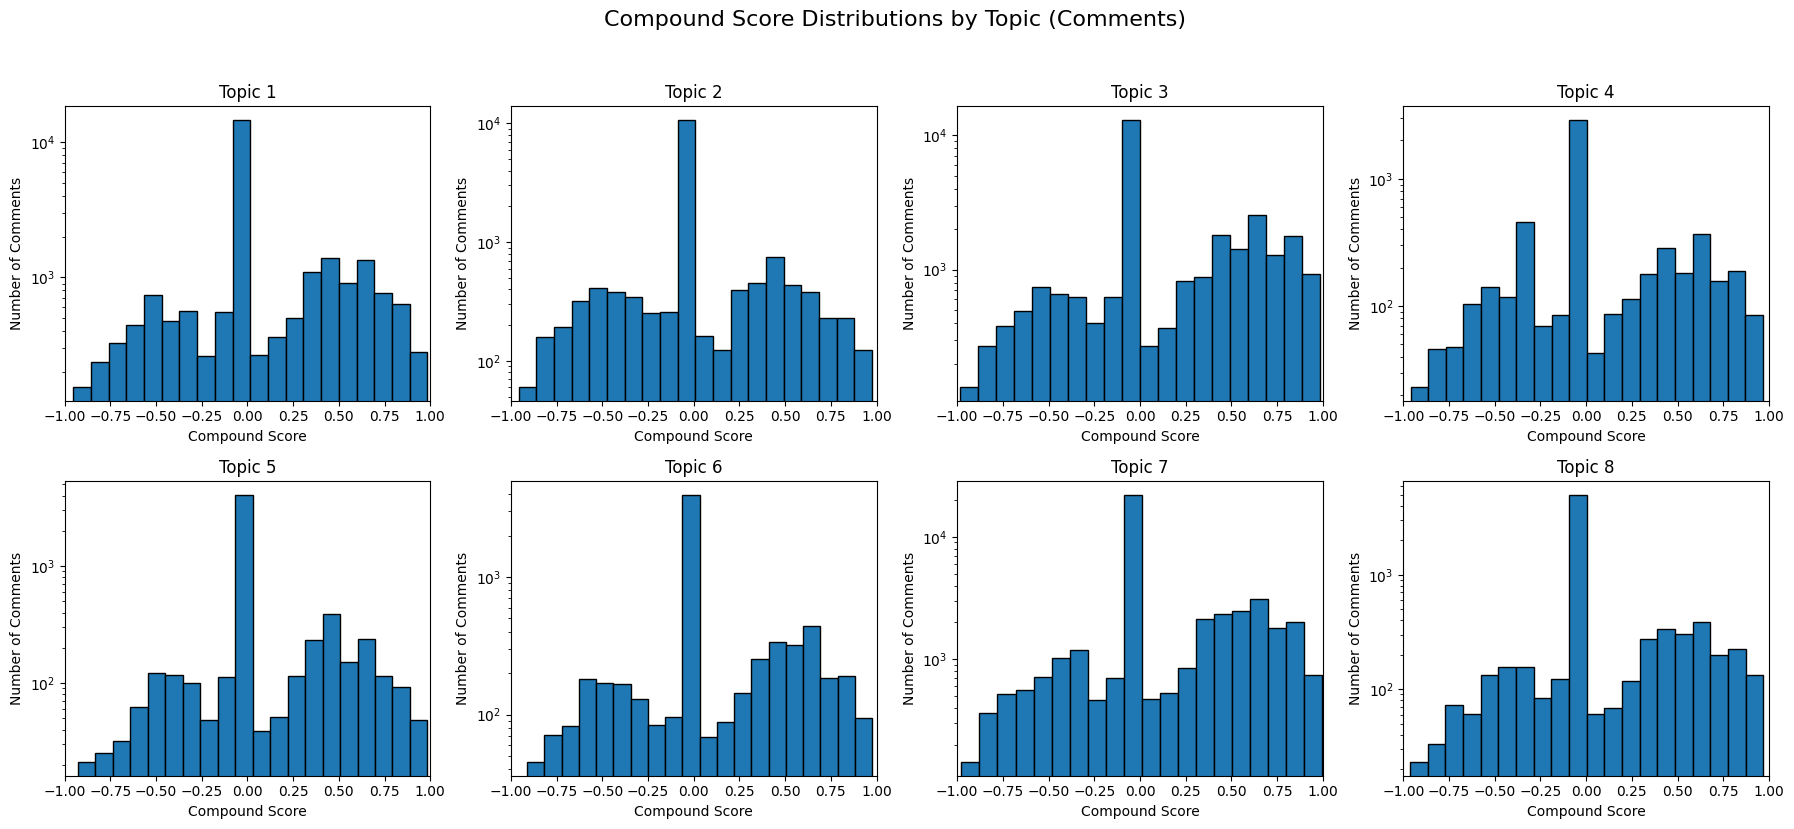 Compound Score Distributions by Topic (Comments)
Topic 1
Topic 2
Topic 3
Topic 4
Number of Comments
10^4
10^3
−1.00 −0.75 −0.50 −0.25 0.00 0.25 0.50 0.75 1.00
Compound Score
Number of Comments
10^4
10^3
10^2
−1.00 −0.75 −0.50 −0.25 0.00 0.25 0.50 0.75 1.00
Compound Score
Number of Comments
10^4
10^3
−1.00 −0.75 −0.50 −0.25 0.00 0.25 0.50 0.75 1.00
Compound Score
Number of Comments
10^3
10^2
−1.00 −0.75 −0.50 −0.25 0.00 0.25 0.50 0.75 1.00
Compound Score
Topic 5
Topic 6
Topic 7
Topic 8
Number of Comments
10^3
10^2
−1.00 −0.75 −0.50 −0.25 0.00 0.25 0.50 0.75 1.00
Compound Score
Number of Comments
10^3
10^2
−1.00 −0.75 −0.50 −0.25 0.00 0.25 0.50 0.75 1.00
Compound Score
Number of Comments
10^4
10^3
−1.00 −0.75 −0.50 −0.25 0.00 0.25 0.50 0.75 1.00
Compound Score
Number of Comments
10^3
10^2
−1.00 −0.75 −0.50 −0.25 0.00 0.25 0.50 0.75 1.00
Compound Score